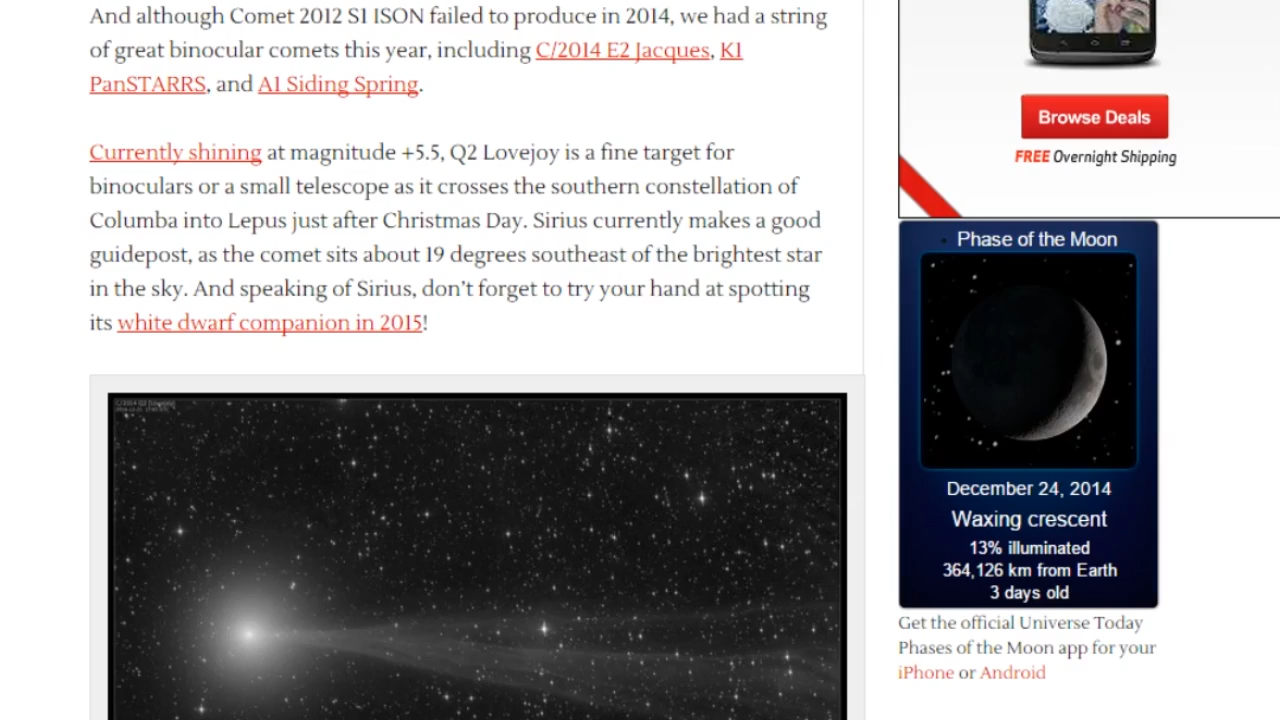 And although Comet 2012 S1 ISON failed to produce in 2014, we had a string
of great binocular comets this year, including C/2014 E2 Jacques, K1
PanSTARRS, and A1 Siding Spring.
Currently shining at magnitude +5.5, Q2 Lovejoy is a fine target for
binoculars or a small telescope as it crosses the southern constellation of
Columba into Lepus just after Christmas Day. Sirius currently makes a good
guidepost, as the comet sits about 19 degrees southeast of the brightest star
in the sky. And speaking of Sirius, don’t forget to try your hand at spotting
its white dwarf companion in 2015!
Browse Deals
FREE Overnight Shipping
Phase of the Moon
December 24, 2014
Waxing crescent
13% illuminated
364,126 km from Earth
3 days old
Get the official Universe Today
Phases of the Moon app for your
iPhone or Android